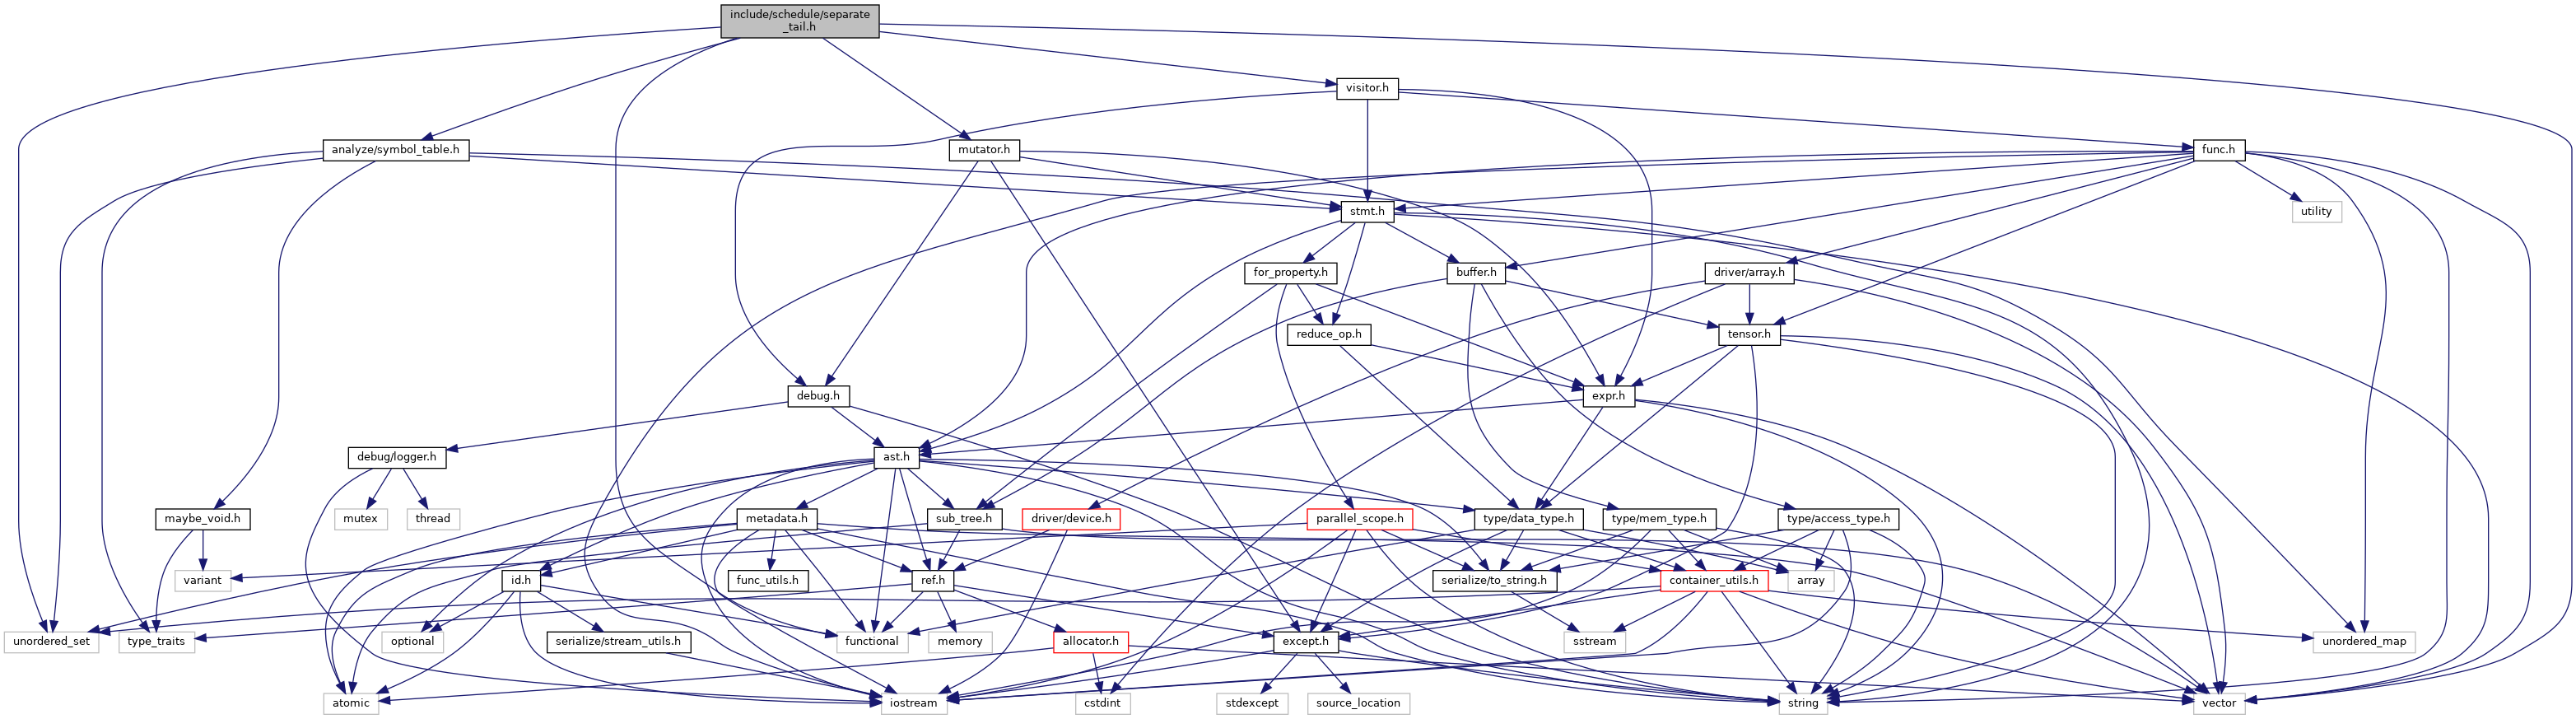 include/schedule/separate
_tail.h
visitor.h
analyze/symbol_table.h
mutator.h
func.h
stmt.h
utility
for_property.h
buffer.h
driver/array.h
reduce_op.h
tensor.h
debug.h
expr.h
debug/logger.h
ast.h
maybe_void.h
mutex
thread
metadata.h
sub_tree.h
driver/device.h
parallel_scope.h
type/data_type.h
type/mem_type.h
type/access_type.h
variant
id.h
func_utils.h
ref.h
serialize/to_string.h
container_utils.h
array
unordered_set
type_traits
optional
serialize/stream_utils.h
functional
memory
allocator.h
except.h
sstream
unordered_map
atomic
iostream
cstdint
stdexcept
source_location
string
vector